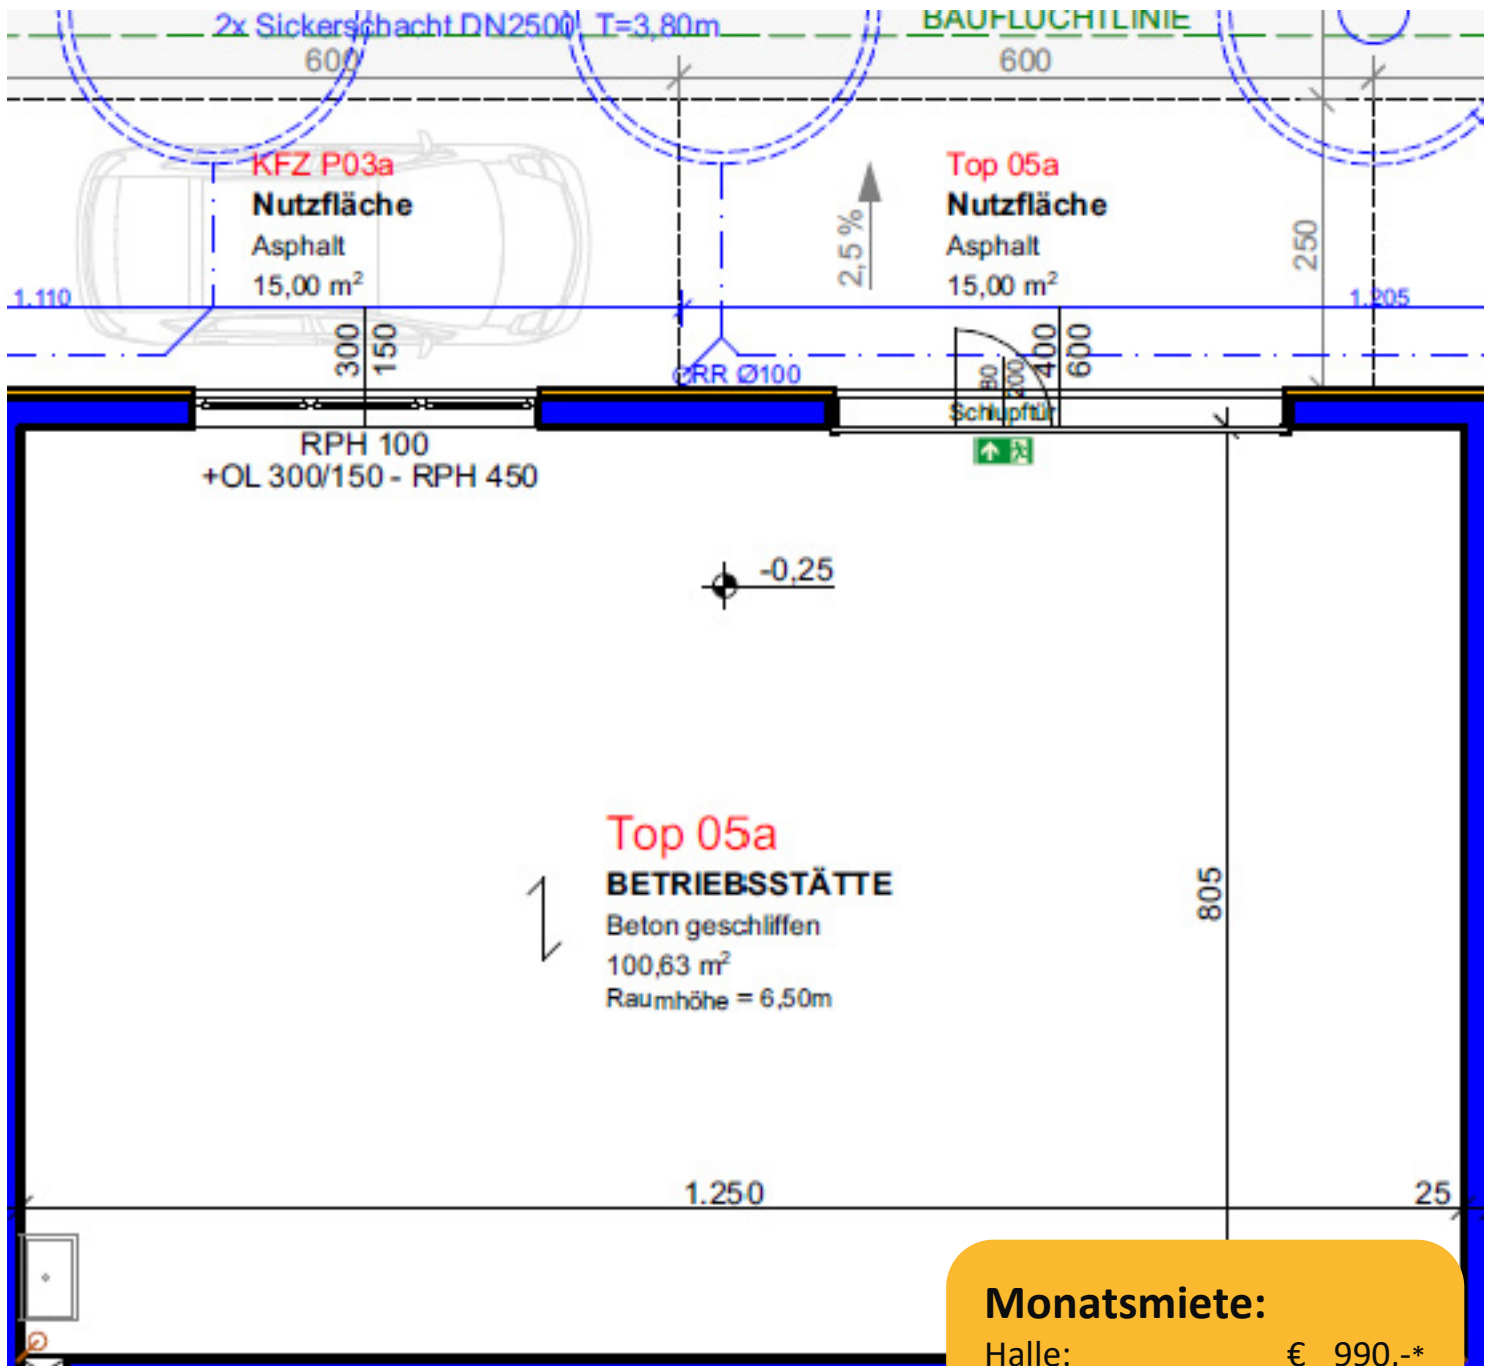 2x Sickerschacht DN2500 T=3,80m
BAUFLUCHTLINIE
600
600
KFZ P03a
Nutzfläche
Asphalt
15,00 m²
2,5 %
Top 05a
Nutzfläche
Asphalt
15,00 m²
250
1.110
1.205
300
150
RR Ø100
80
200
400
600
Schlupftür
RPH 100
+OL 300/150 - RPH 450
-0,25
Top 05a
BETRIEBSSTÄTTE
Beton geschliffen
100,63 m²
Raumhöhe = 6,50m
805
1.250
25
Monatsmiete:
Halle: € 990.-*